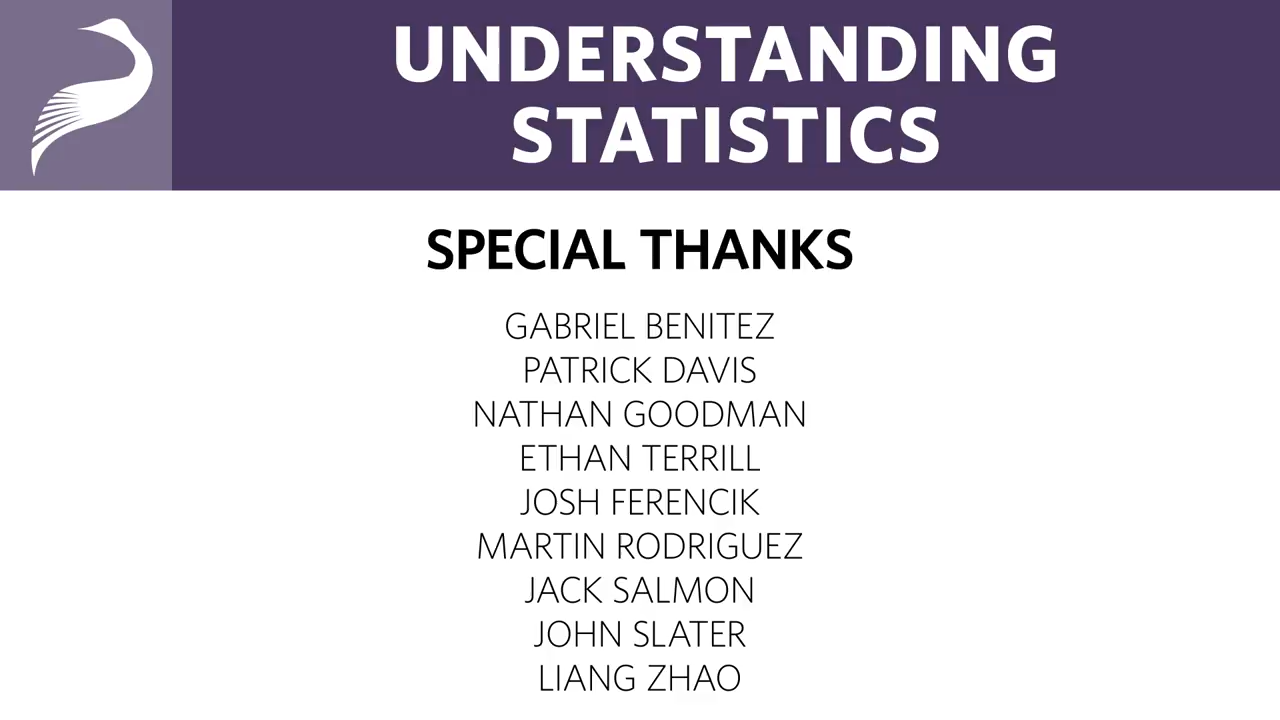 UNDERSTANDING
STATISTICS
SPECIAL THANKS
GABRIEL BENITEZ
PATRICK DAVIS
NATHAN GOODMAN
ETHAN TERRILL
JOSH FERENCIK
MARTIN RODRIGUEZ
JACK SALMON
JOHN SLATER
LIANG ZHAO